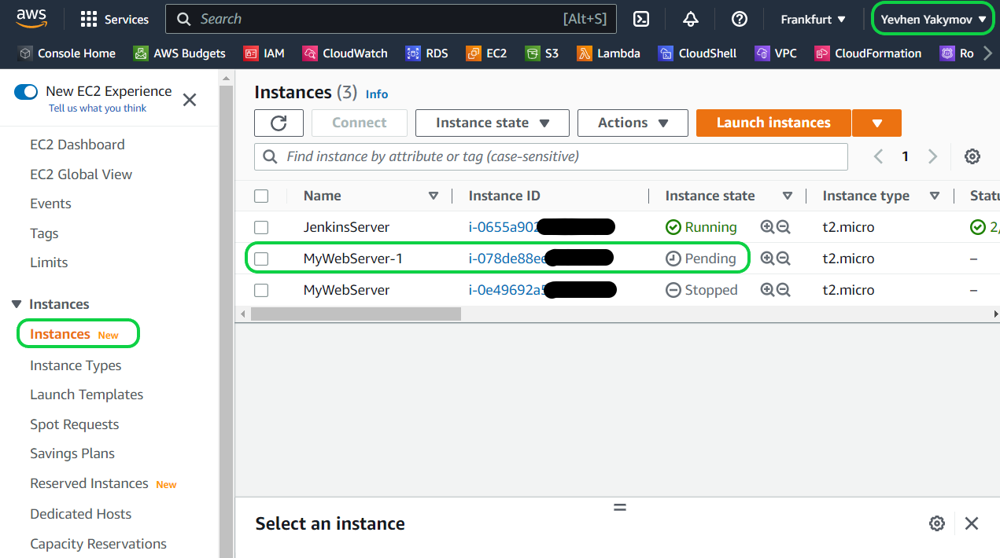 aws Services Search [Alt+S] Frankfurt Yevhen Yakymov
Console Home AWS Budgets IAM CloudWatch RDS EC2 S3 Lambda CloudShell VPC CloudFormation Ro
New EC2 Experience
Tell us what you think
EC2 Dashboard
EC2 Global View
Events
Tags
Limits
Instances
Instances New
Instance Types
Launch Templates
Spot Requests
Savings Plans
Reserved Instances New
Dedicated Hosts
Capacity Reservations
Instances (3) Info
Connect Instance state Actions Launch instances
Find instance by attribute or tag (case-sensitive) 1
Name Instance ID Instance state Instance type Statu
JenkinsServer i-0655a902 Running t2.micro 2,
MyWebServer-1 i-078de88ee Pending t2.micro –
MyWebServer i-0e49692a5 Stopped t2.micro –
Select an instance